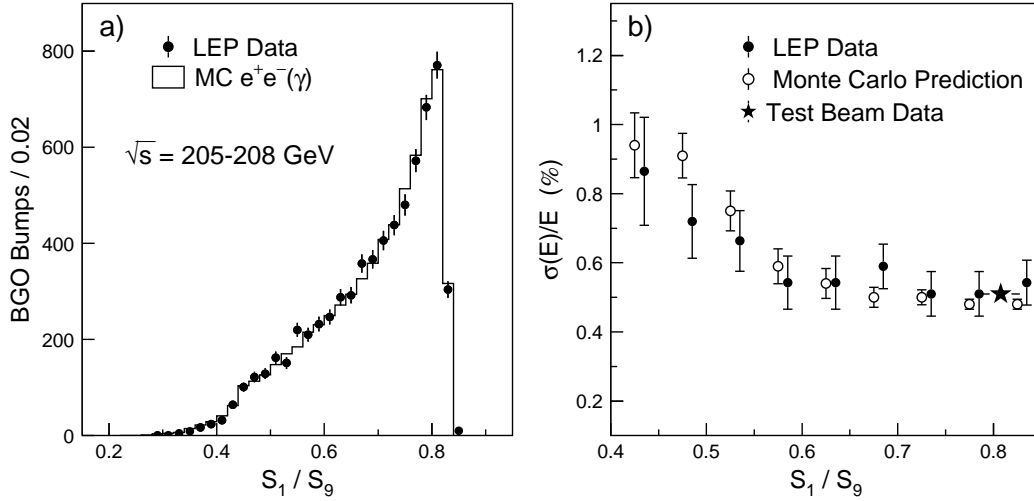 a)
LEP Data
MC e⁺e⁻(γ)
√s = 205-208 GeV
BGO Bumps / 0.02
800
600
400
200
0
0.2 0.4 0.6 0.8
S₁ / S₉
b)
LEP Data
Monte Carlo Prediction
Test Beam Data
σ(E)/E (%)
1.2
1
0.8
0.6
0.4
0.2
0.4 0.5 0.6 0.7 0.8
S₁ / S₉